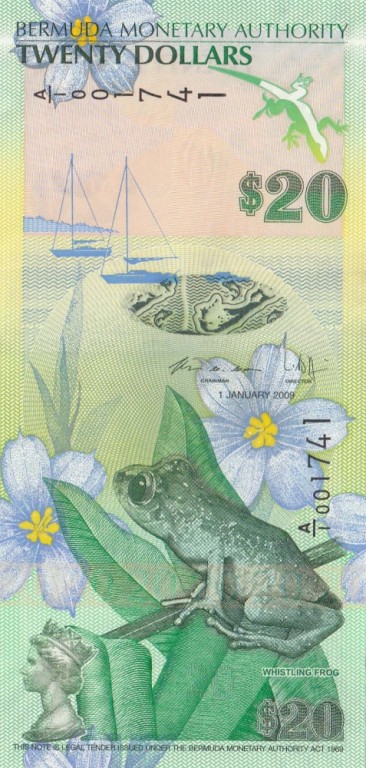 BERMUDA MONETARY AUTHORITY
TWENTY DOLLARS
A/1 001741
$20
CHAIRMAN DIRECTOR
1 JANUARY 2009
A/1 001741
WHISTLING FROG
$20
THIS NOTE IS LEGAL TENDER ISSUED UNDER THE BERMUDA MONETARY AUTHORITY ACT 1969